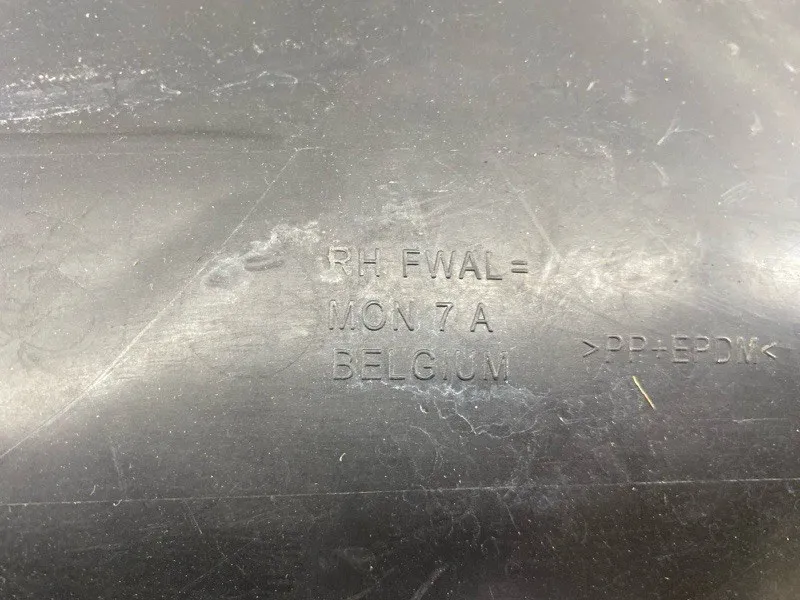 RH FWAL=
MON 7 A
BELGIUM
>PP+EPDM<